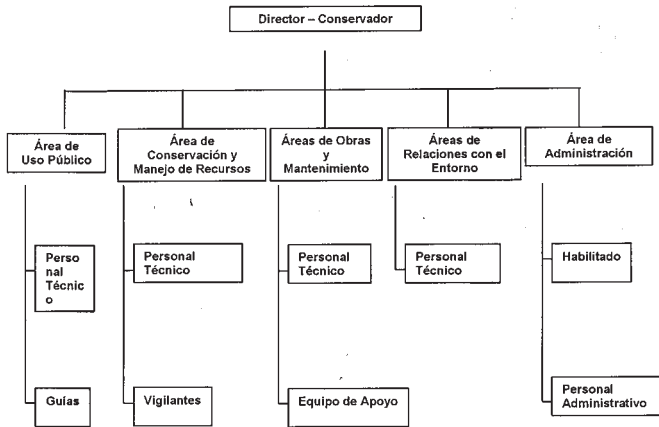 Director – Conservador
Área de
Uso Público
Área de
Conservación y
Manejo de Recursos
Áreas de Obras
y
Mantenimiento
Áreas de
Relaciones con el
Entorno
Área de
Administración
Perso
nal
Técnic
o
Personal
Técnico
Personal
Técnico
Personal
Técnico
Habilitado
Guías
Vigilantes
Equipo de Apoyo
Personal
Administrativo